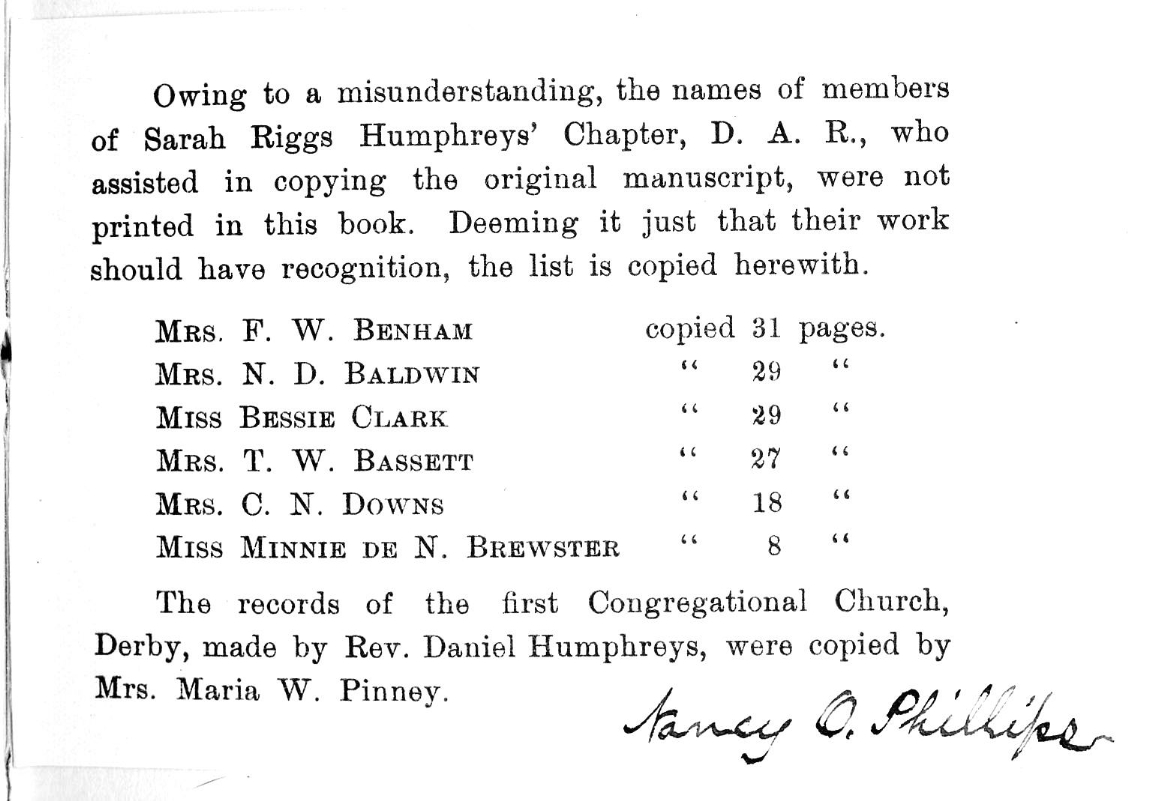 Owing to a misunderstanding, the names of members
of Sarah Riggs Humphreys' Chapter, D. A. R., who
assisted in copying the original manuscript, were not
printed in this book. Deeming it just that their work
should have recognition, the list is copied herewith.
MRS. F. W. BENHAM copied 31 pages.
MRS. N. D. BALDWIN “ 29 “
MISS BESSIE CLARK “ 29 “
MRS. T. W. BASSETT “ 27 “
MRS. C. N. DOWNS “ 18 “
MISS MINNIE DE N. BREWSTER “ 8 “
The records of the first Congregational Church,
Derby, made by Rev. Daniel Humphreys, were copied by
Mrs. Maria W. Pinney.
Nancy O. Phillips